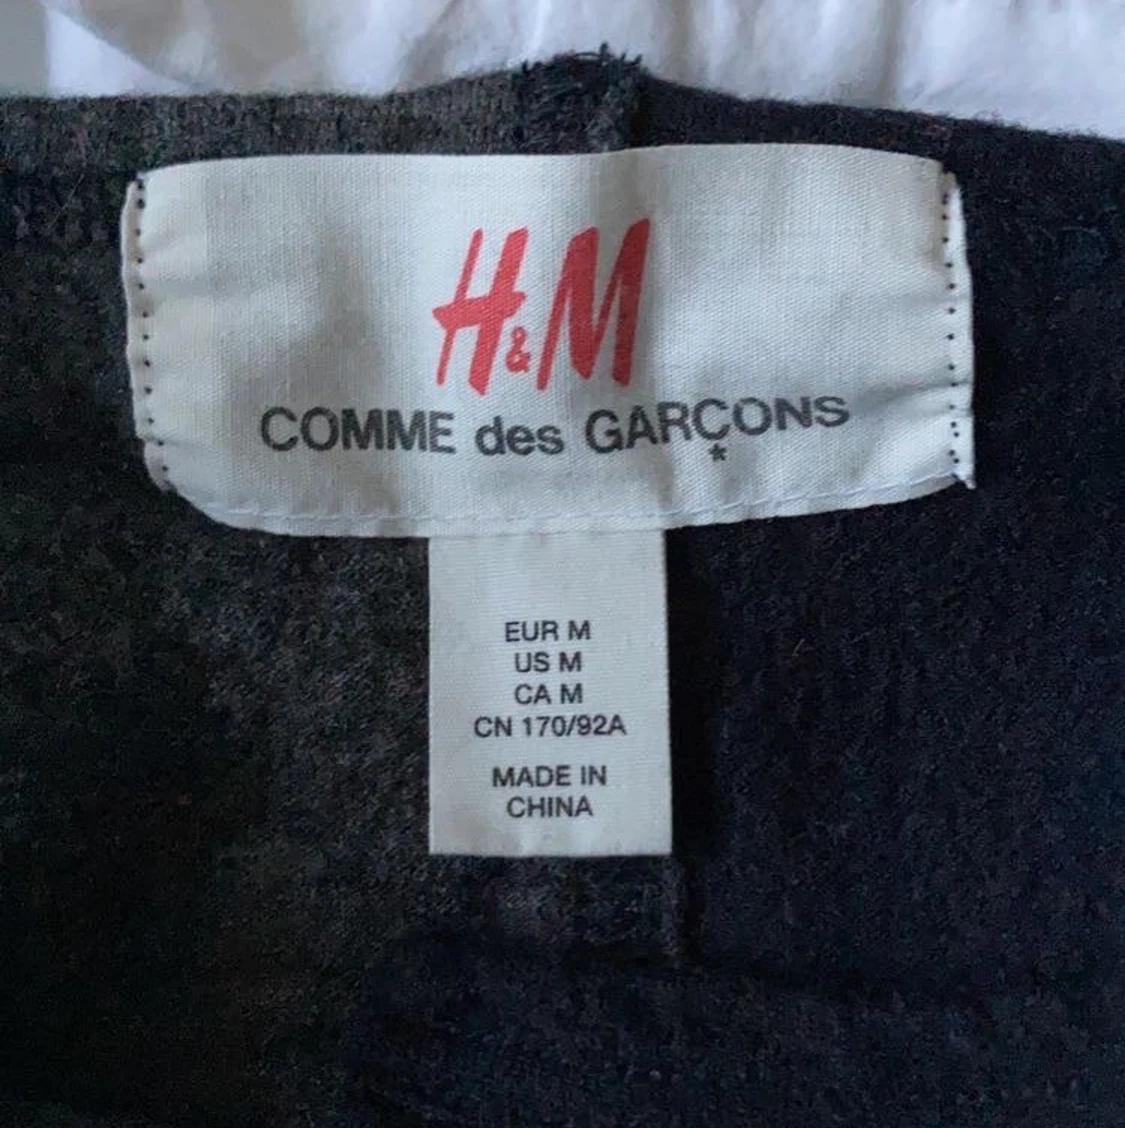 H&M
COMME des GARÇONS
*
EUR M
US M
CA M
CN 170/92A
MADE IN
CHINA